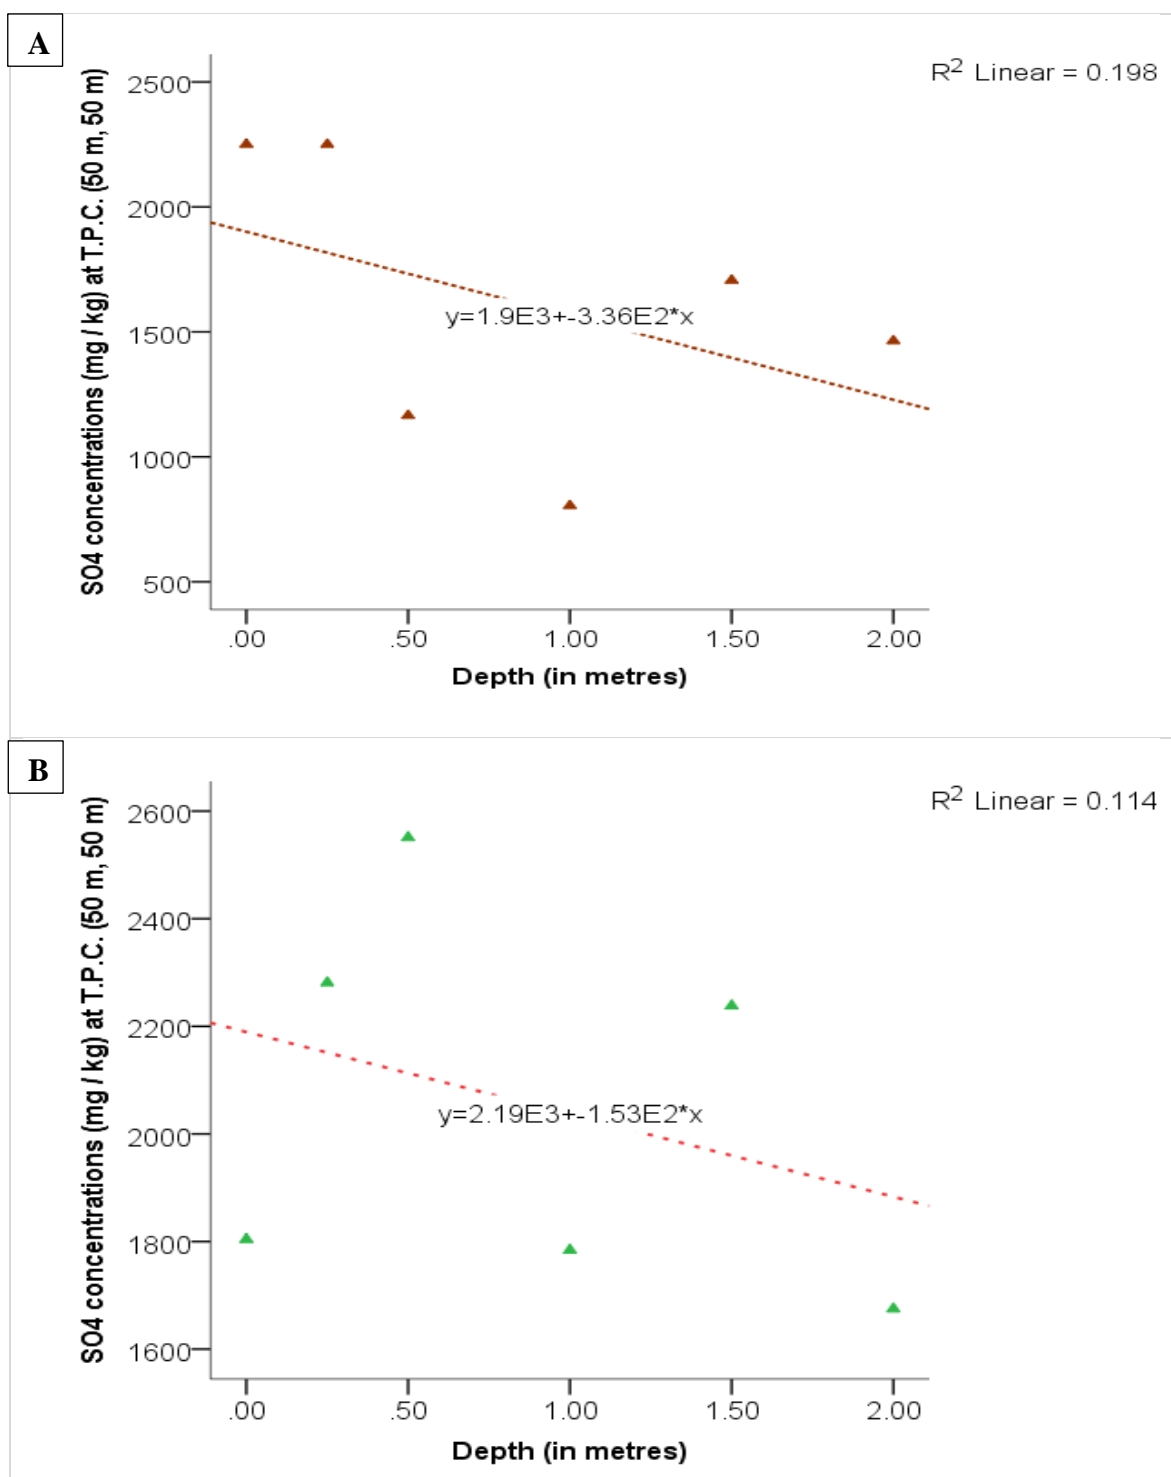 A
R² Linear = 0.198
SO4 concentrations (mg / kg) at T.P.C. (50 m, 50 m)
2500
2000
1500
1000
500
y=1.9E3+-3.36E2*x
.00 .50 1.00 1.50 2.00
Depth (in metres)
B
R² Linear = 0.114
SO4 concentrations (mg / kg) at T.P.C. (50 m, 50 m)
2600
2400
2200
2000
1800
1600
y=2.19E3+-1.53E2*x
.00 .50 1.00 1.50 2.00
Depth (in metres)